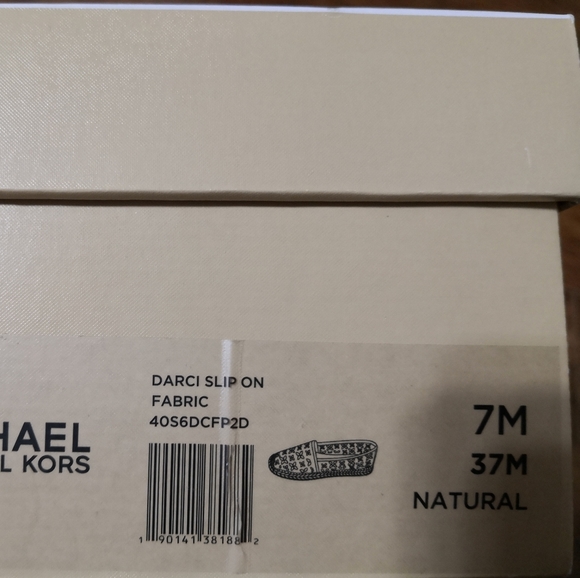 HAEL
L KORS
DARCI SLIP ON
FABRIC
40S6DCFP2D
1 90141 38188 2
7M
37M
NATURAL